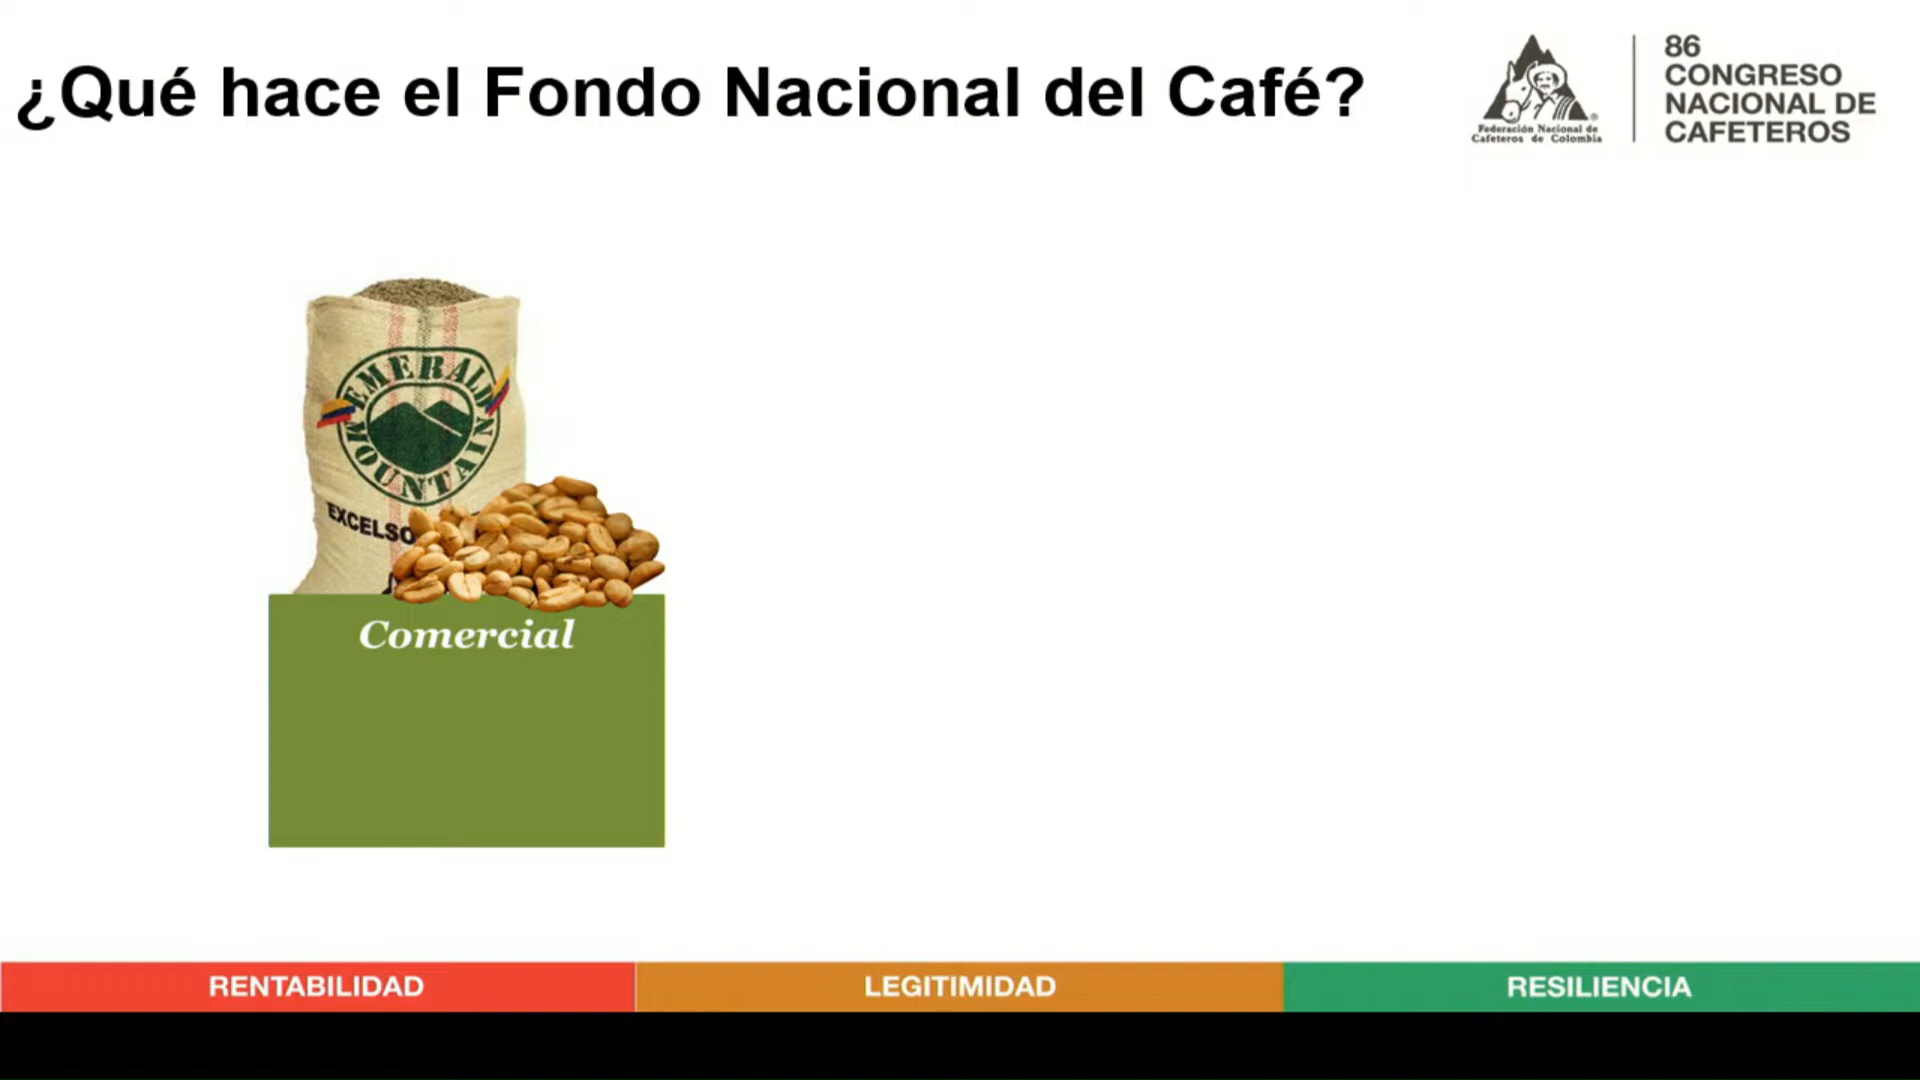 ¿Qué hace el Fondo Nacional del Café?
Federación Nacional de
Cafeteros de Colombia
86
CONGRESO
NACIONAL DE
CAFETEROS
EMERALD
MOUNTAIN
EXCELSO
Comercial
RENTABILIDAD
LEGITIMIDAD
RESILIENCIA